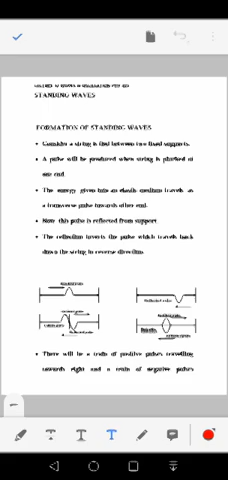 STANDING WAVES
FORMATION OF STANDING WAVES
• Consider a string is tied between two fixed supports.
• A pulse will be produced when string is plucked at
one end.
• The energy given into an elastic medium travels as
a transverse pulse towards other end.
• Now this pulse is reflected from support.
• The reflection inverts the pulse which travels back
down the string in reverse direction.
• There will be a train of positive pulses travelling
towards right and a train of negative pulses